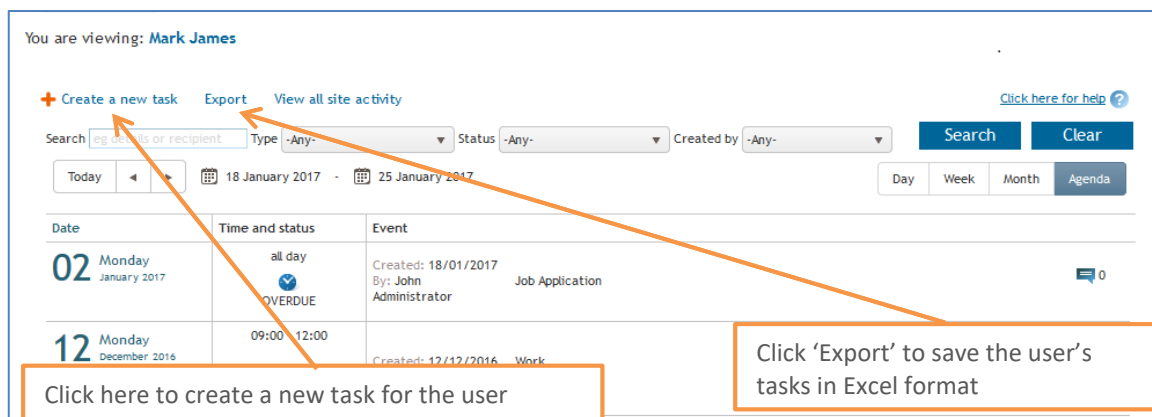 You are viewing: Mark James
Create a new task Export View all site activity Click here for help ?
Search eg details or recipient Type -Any- Status -Any- Created by -Any- Search Clear
Today 18 January 2017 - 25 January 2017 Day Week Month Agenda
Date Time and status Event
02 Monday
January 2017
all day
OVERDUE
Created: 18/01/2017
By: John
Administrator
Job Application
0
12 Monday
December 2016
09:00 - 12:00
Created: 12/12/2016 Work
Click here to create a new task for the user
Click ‘Export’ to save the user’s
tasks in Excel format